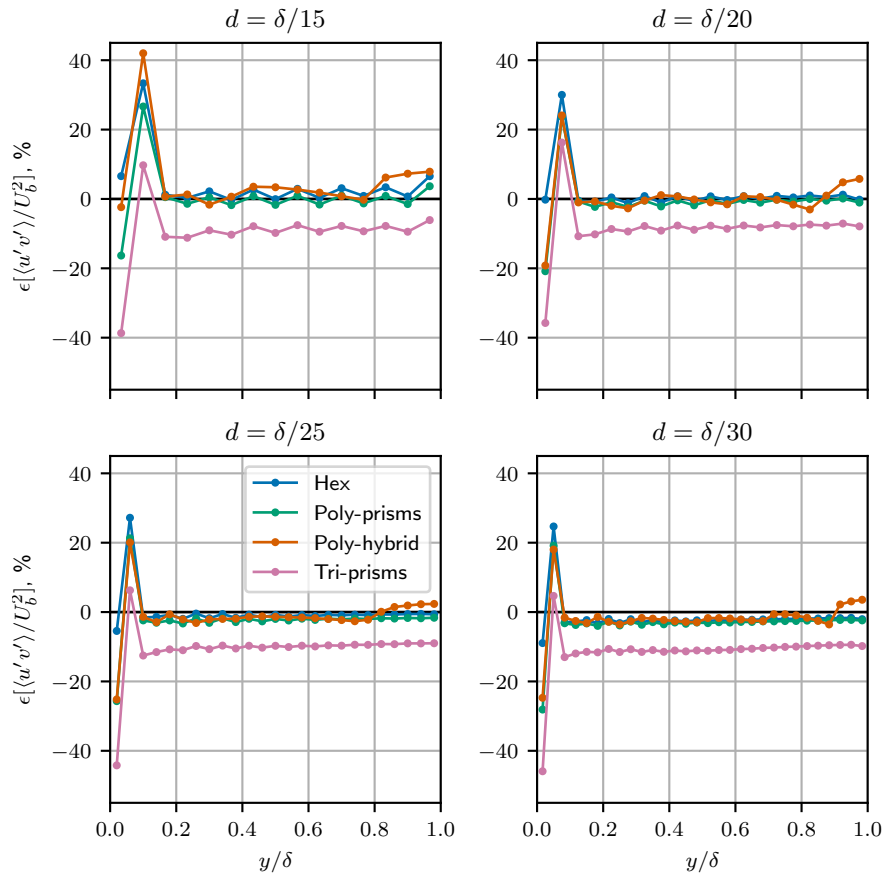 d = δ/15
d = δ/20
40
20
0
−20
−40
ϵ[⟨u′v′⟩/U_b^2], %
40
20
0
−20
−40
d = δ/25
d = δ/30
40
20
0
−20
−40
ϵ[⟨u′v′⟩/U_b^2], %
Hex
Poly-prisms
Poly-hybrid
Tri-prisms
40
20
0
−20
−40
0.0 0.2 0.4 0.6 0.8 1.0
y/δ
0.0 0.2 0.4 0.6 0.8 1.0
y/δ